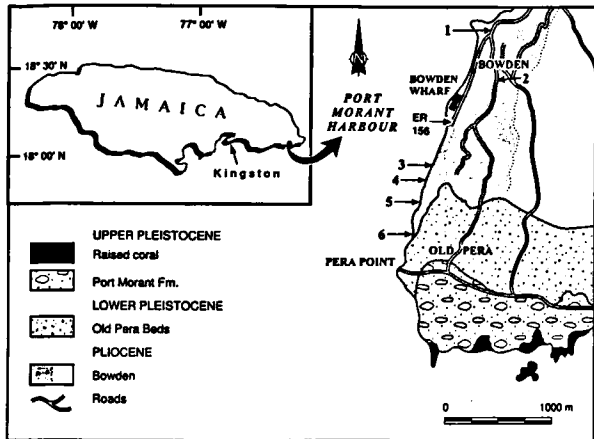 78° 00' W
77° 00' W
18° 30' N
JAMAICA
18° 00' N
Kingston
N
PORT
MORANT
HARBOUR
1
BOWDEN
2
BOWDEN
WHARF
ER
156
3
4
5
6
OLD PERA
PERA POINT
UPPER PLEISTOCENE
Raised coral
Port Morant Fm.
LOWER PLEISTOCENE
Old Pera Beds
PLIOCENE
Bowden
Roads
0 1000 m